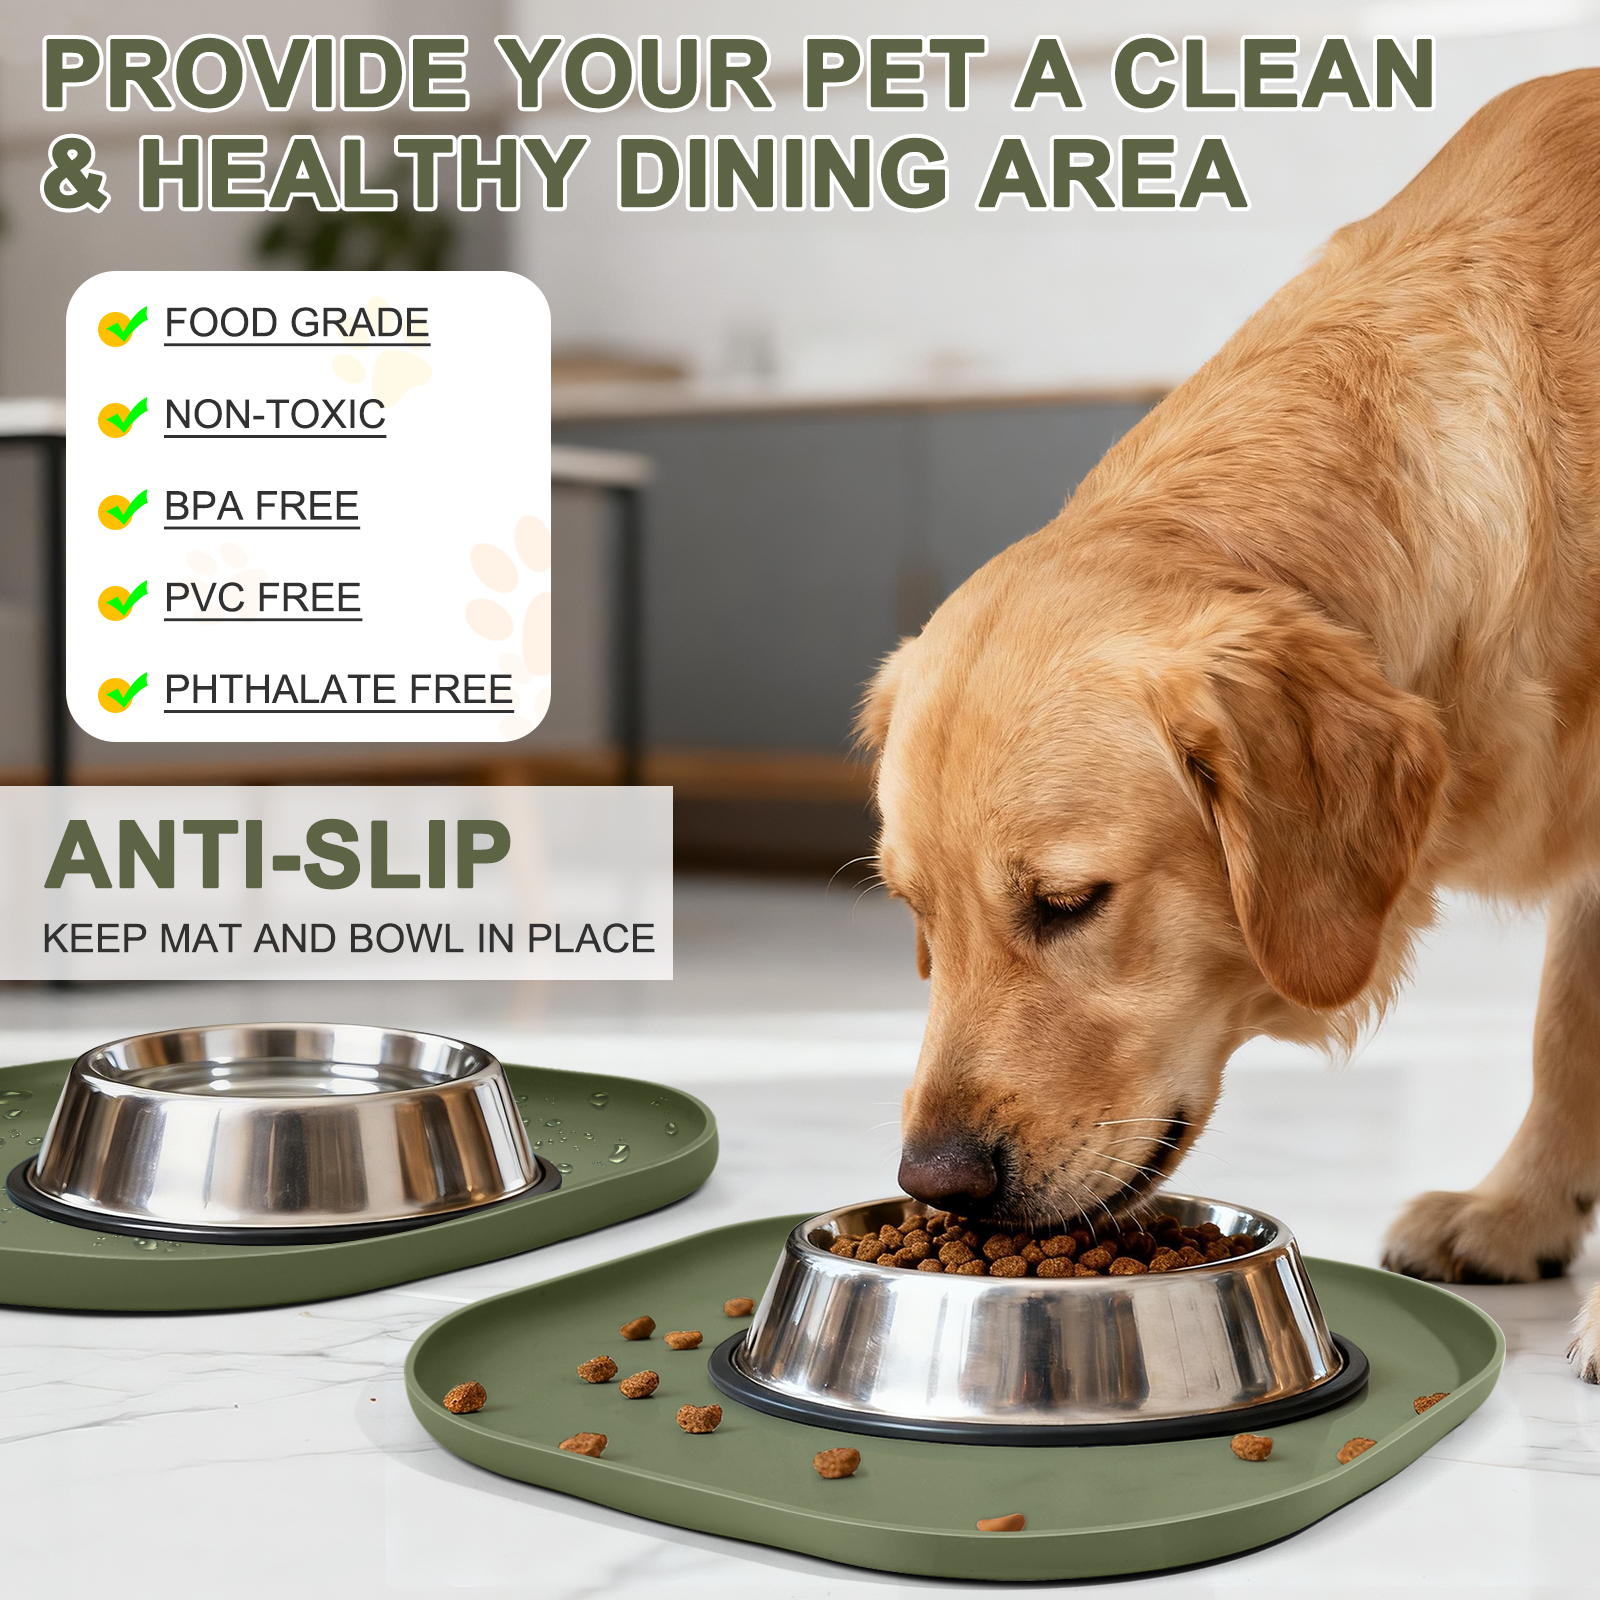 PROVIDE YOUR PET A CLEAN
& HEALTHY DINING AREA
FOOD GRADE
NON-TOXIC
BPA FREE
PVC FREE
PHTHALATE FREE
ANTI-SLIP
KEEP MAT AND BOWL IN PLACE